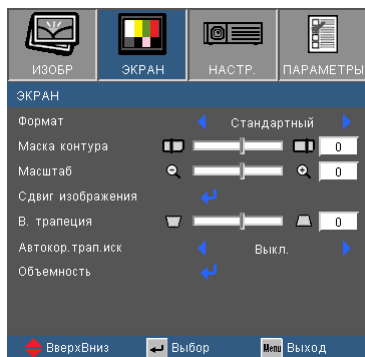 ИЗОБР ЭКРАН НАСТР. ПАРАМЕТРЫ
ЭКРАН
Формат Стандартный
Маска контура 0
Масштаб 0
Сдвиг изображения
В. трапеция 0
Автокор.трап.иск Выкл.
Объемность
ВверхВниз Выбор Menu Выход